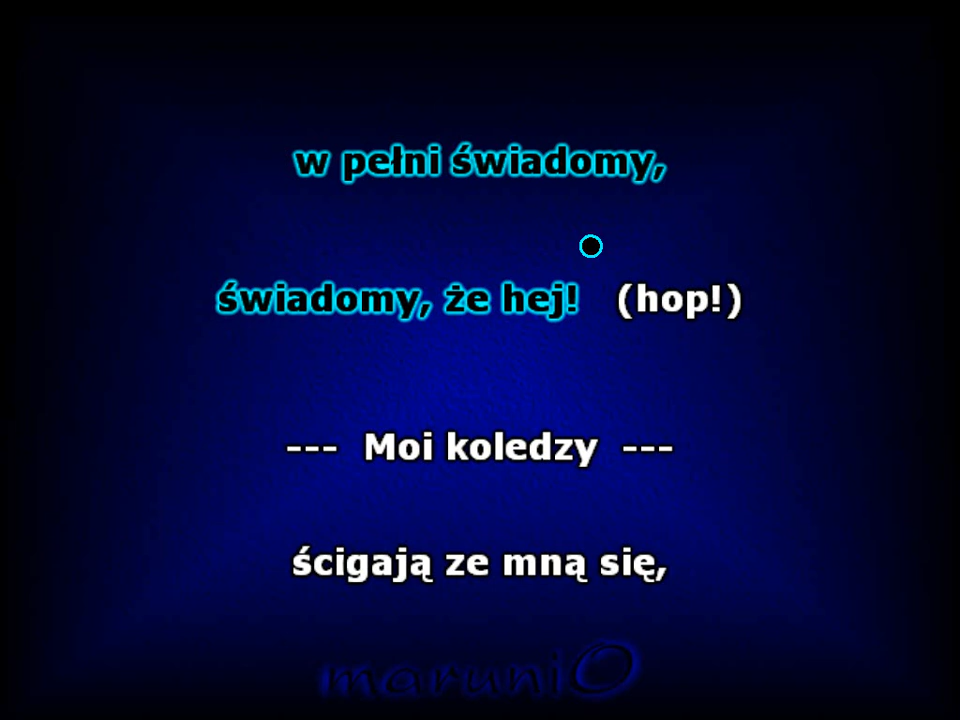 w pełni świadomy,
świadomy, że hej! (hop!)
--- Moi koledzy ---
ścigają ze mną się,
maruniO